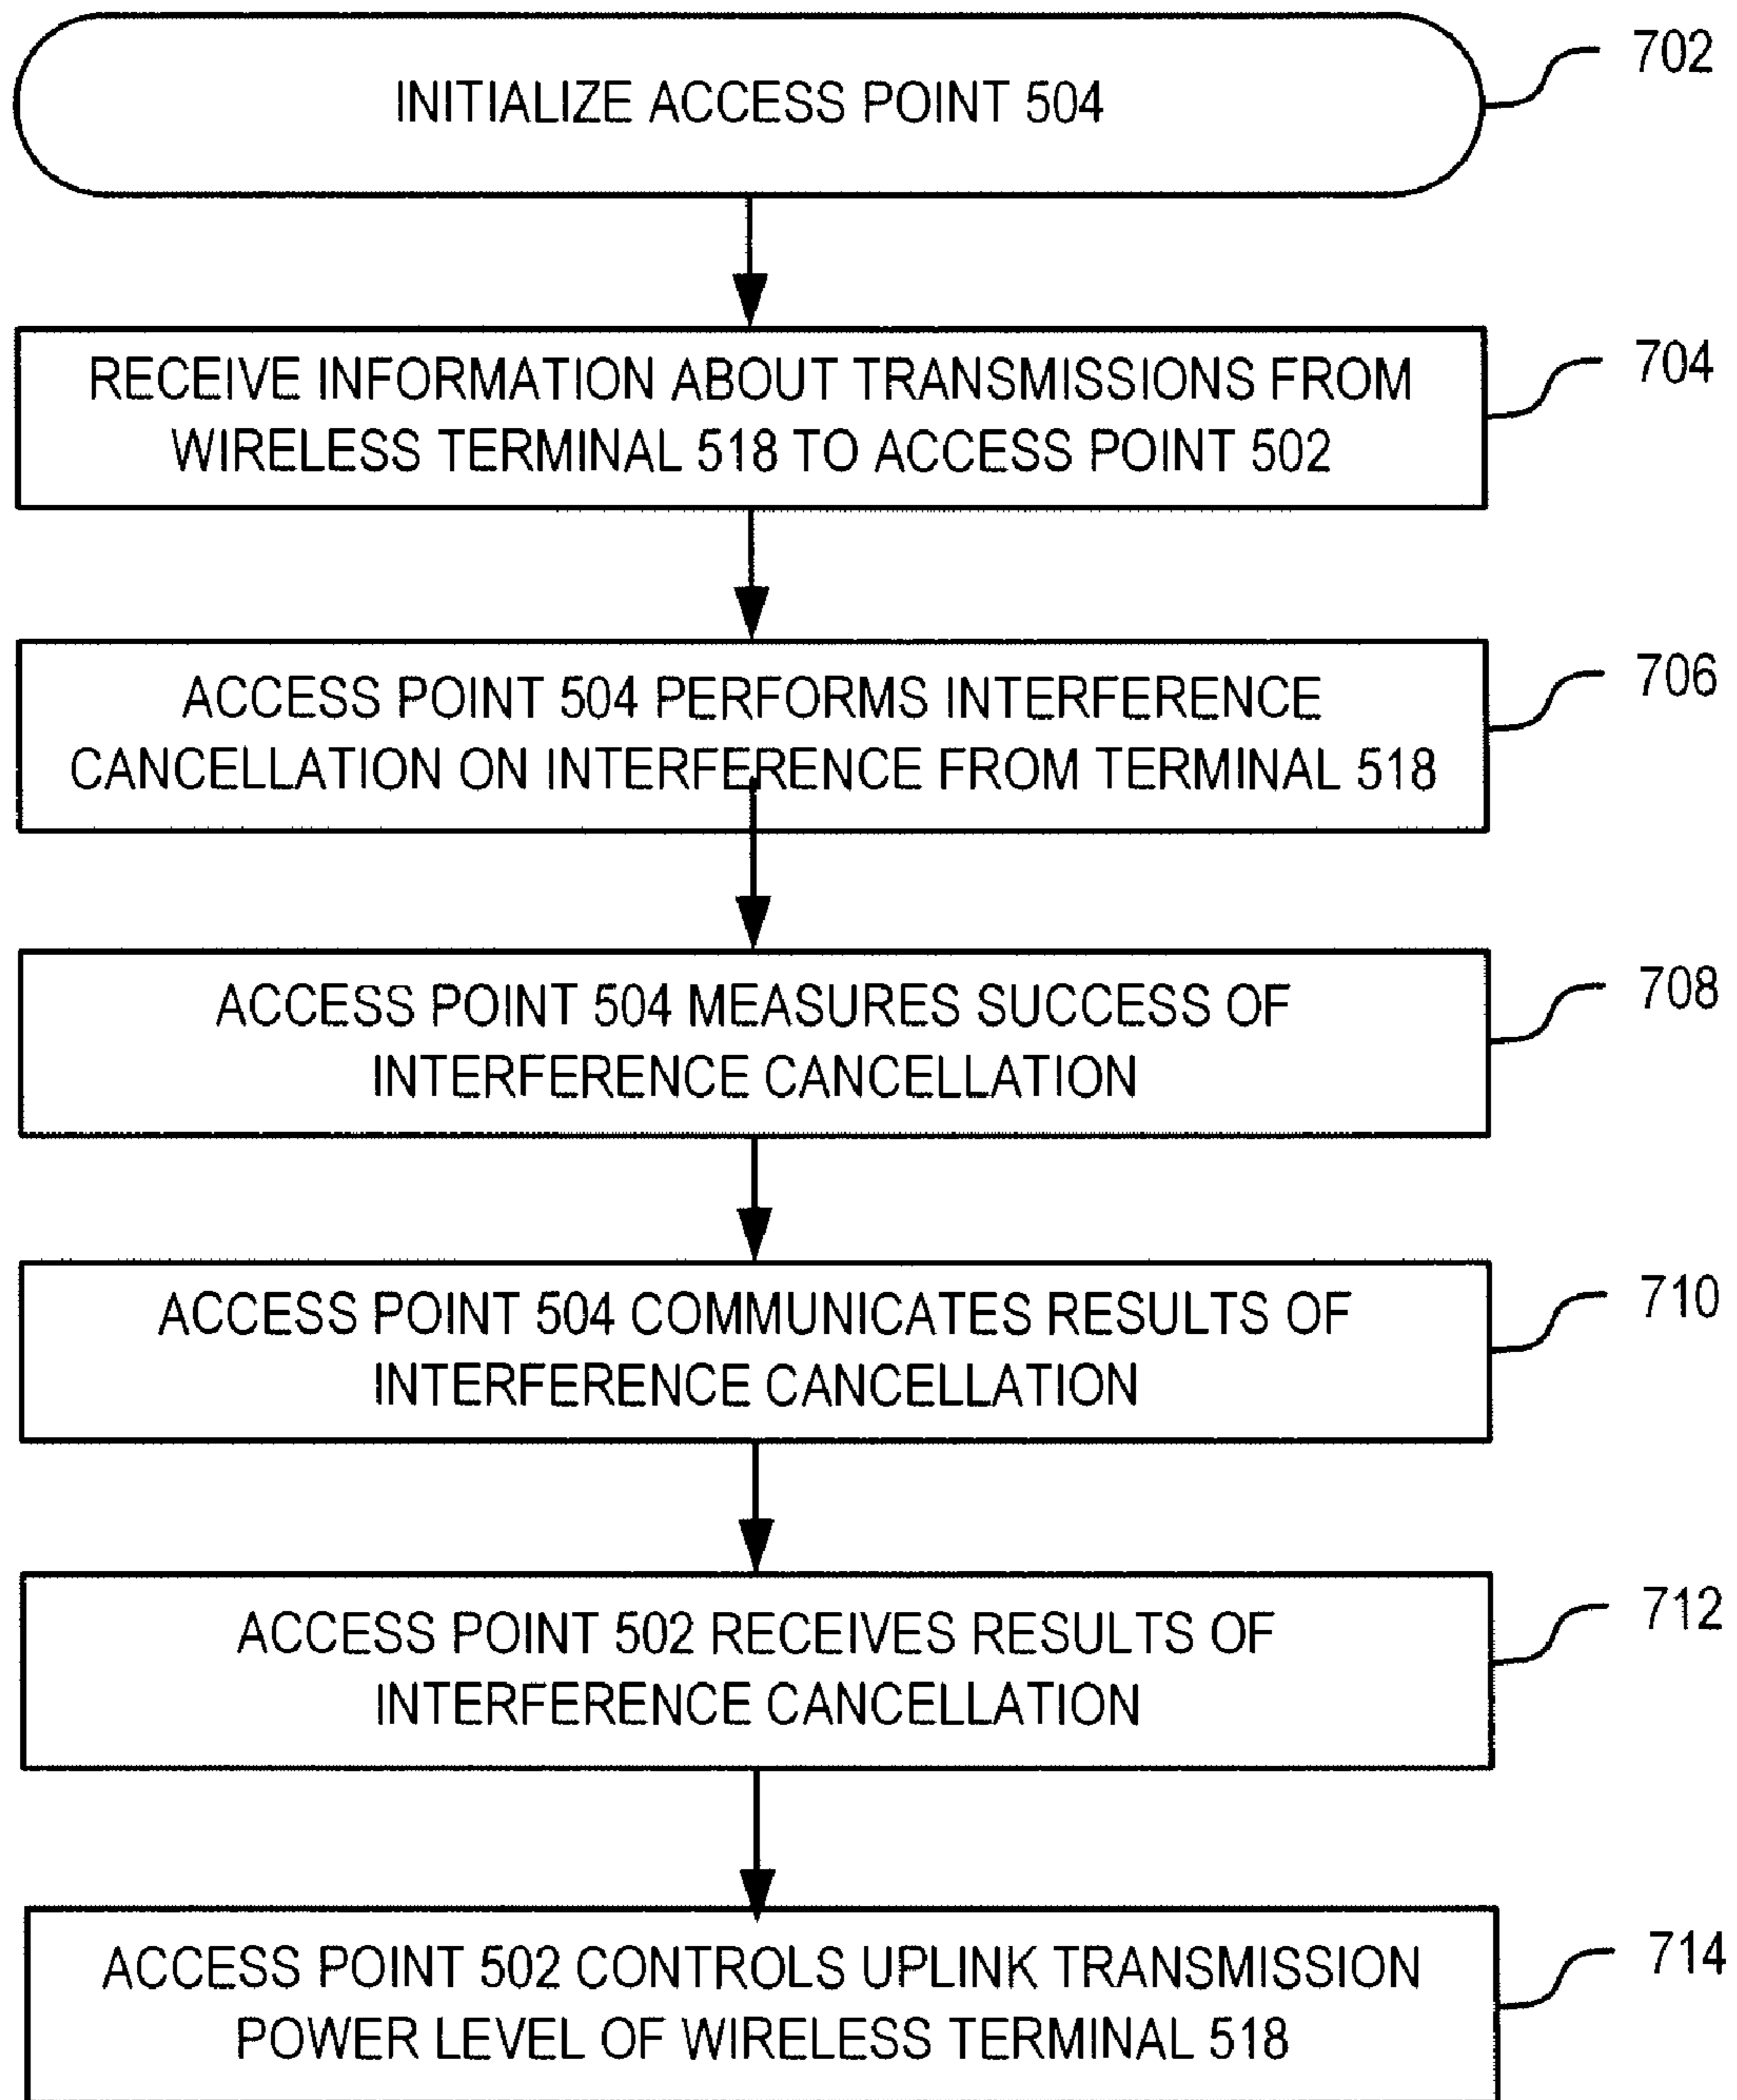 INITIALIZE ACCESS POINT 504
702
RECEIVE INFORMATION ABOUT TRANSMISSIONS FROM
WIRELESS TERMINAL 518 TO ACCESS POINT 502
704
ACCESS POINT 504 PERFORMS INTERFERENCE
CANCELLATION ON INTERFERENCE FROM TERMINAL 518
706
ACCESS POINT 504 MEASURES SUCCESS OF
INTERFERENCE CANCELLATION
708
ACCESS POINT 504 COMMUNICATES RESULTS OF
INTERFERENCE CANCELLATION
710
ACCESS POINT 502 RECEIVES RESULTS OF
INTERFERENCE CANCELLATION
712
ACCESS POINT 502 CONTROLS UPLINK TRANSMISSION
POWER LEVEL OF WIRELESS TERMINAL 518
714